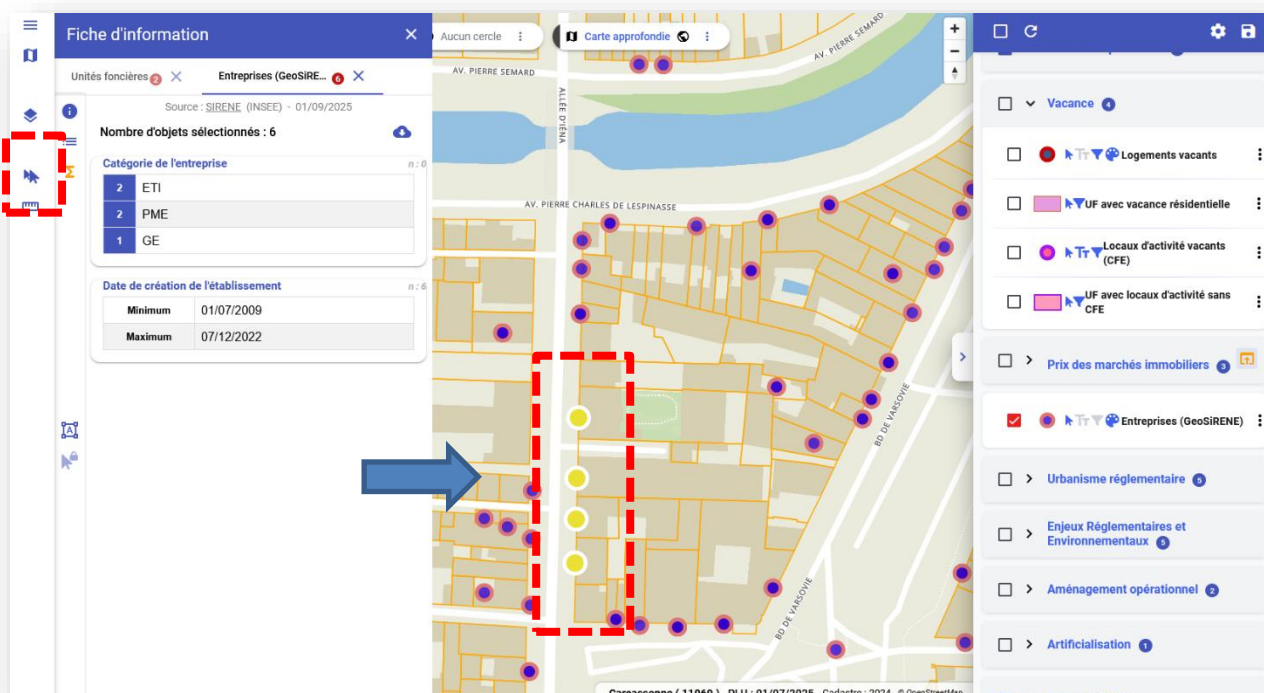 Fiche d'information
Unités foncières 2
Entreprises (GeoSiRE... 6
Source : SIRENE (INSEE) - 01/09/2025
Nombre d'objets sélectionnés : 6
Catégorie de l'entreprise
n : 0
2 ETI
2 PME
1 GE
Date de création de l'établissement
n : 6
Minimum 01/07/2009
Maximum 07/12/2022
Aucun cercle
Carte approfondie
AV. PIERRE SEMARD
AV. PIERRE SEMARD
ALLÉE D'IÉNA
AV. PIERRE CHARLES DE LESPINASSE
BD DE VARSOVIE
BD DE VARSOVIE
Carcassonne ( 11069 ) - PLU : 01/07/2025 - Cadastre : 2024 - © OpenStreetMap
Vacance 4
Logements vacants
UF avec vacance résidentielle
Locaux d'activité vacants
(CFE)
UF avec locaux d'activité sans
CFE
Prix des marchés immobiliers 3
Entreprises (GeoSiRENE)
Urbanisme réglementaire 5
Enjeux Réglementaires et
Environnementaux 5
Aménagement opérationnel 2
Artificialisation 1